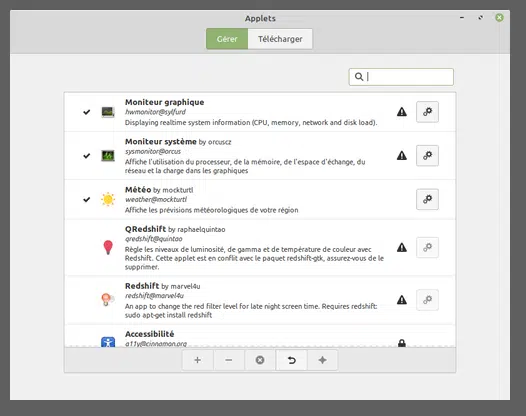 Applets
Gérer
Télécharger
Moniteur graphique
hwmonitor@sylfurd
Displaying realtime system information (CPU, memory, network and disk load).
Moniteur système by orcuscz
sysmonitor@orcus
Affiche l'utilisation du processeur, de la mémoire, de l'espace d'échange, du
réseau et la charge dans les graphiques
Météo by mockturtl
weather@mockturtl
Affiche les prévisions météorologiques de votre région
QRedshift by raphaelquintao
qredshift@quintao
Règle les niveaux de luminosité, de gamma et de température de couleur avec
Redshift. Cette applet est en conflit avec le paquet redshift-gtk, assurez-vous de le
supprimer.
Redshift by marvel4u
redshift@marvel4u
An app to change the red filter level for late night screen time. Requires redshift:
sudo apt-get install redshift
Accessibilité
a11y@cinnamon.org